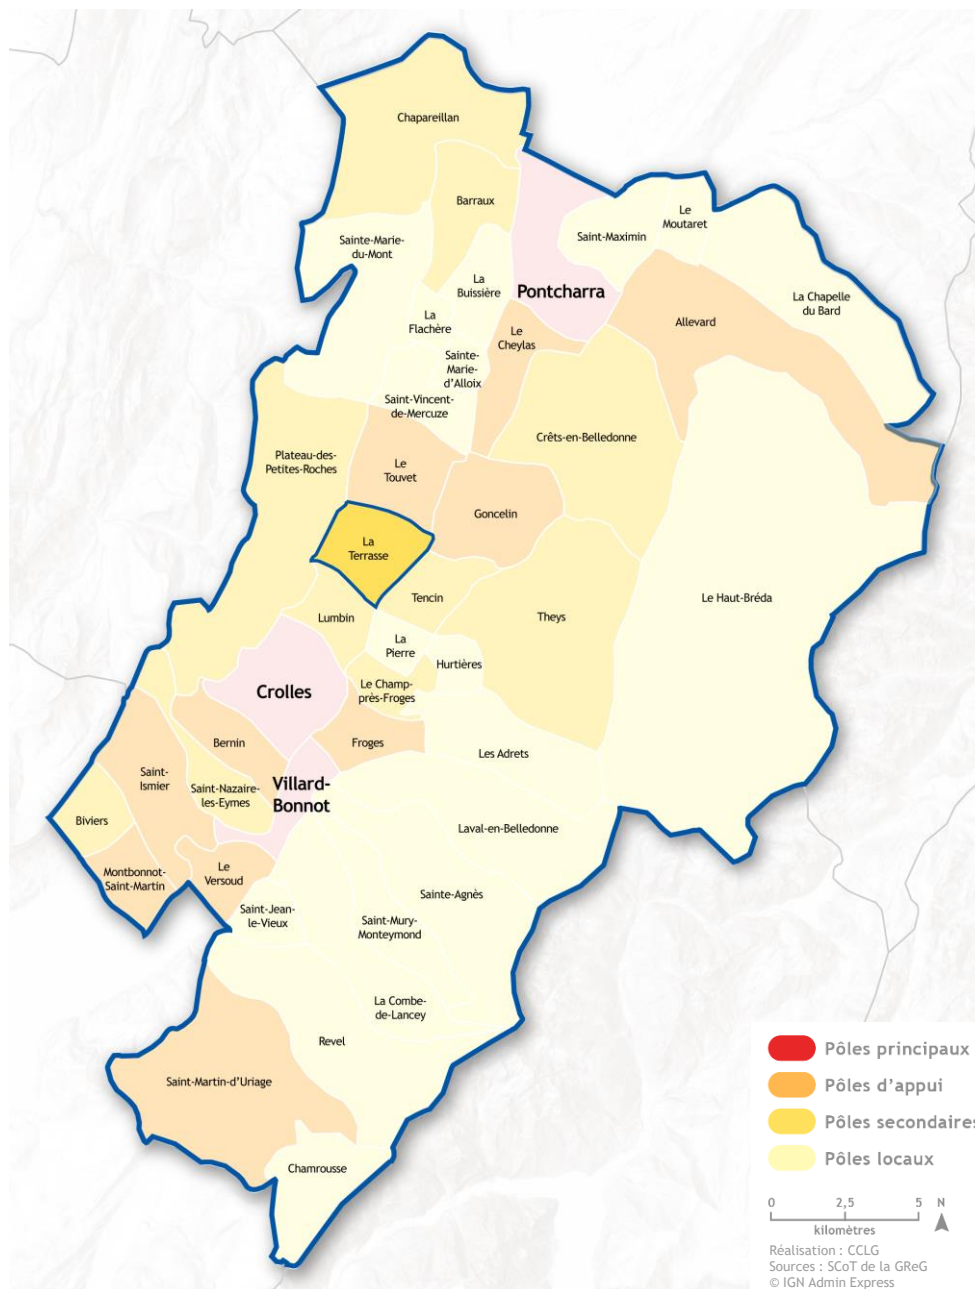 Chapareillan
Barraux
Le
Moutaret
Saint-Maximin
Sainte-Marie-
du-Mont
La
Buissière
Pontcharra
La Chapelle
du Bard
La
Flachère
Allevard
Le
Cheylas
Sainte-
Marie-
d'Alloix
Saint-Vincent-
de-Mercuze
Crêts-en-Belledonne
Plateau-des-
Petites-Roches
Le
Touvet
Goncelin
La
Terrasse
Tencin
Le Haut-Bréda
Lumbin
Theys
La
Pierre
Hurtières
Crolles
Le Champ-
près-Froges
Bernin
Froges
Les Adrets
Saint-
Ismier
Saint-Nazaire-
les-Eymes
Villard-
Bonnot
Biviers
Laval-en-Belledonne
Montbonnot-
Saint-Martin
Le
Versoud
Sainte-Agnès
Saint-Jean-
le-Vieux
Saint-Mury-
Monteymond
La Combe-
de-Lancey
Revel
Saint-Martin-d'Uriage
Chamrousse
Pôles principaux
Pôles d'appui
Pôles secondaires
Pôles locaux
0 2,5 5 N
kilomètres
Réalisation : CCLG
Sources : SCoT de la GReG
© IGN Admin Express